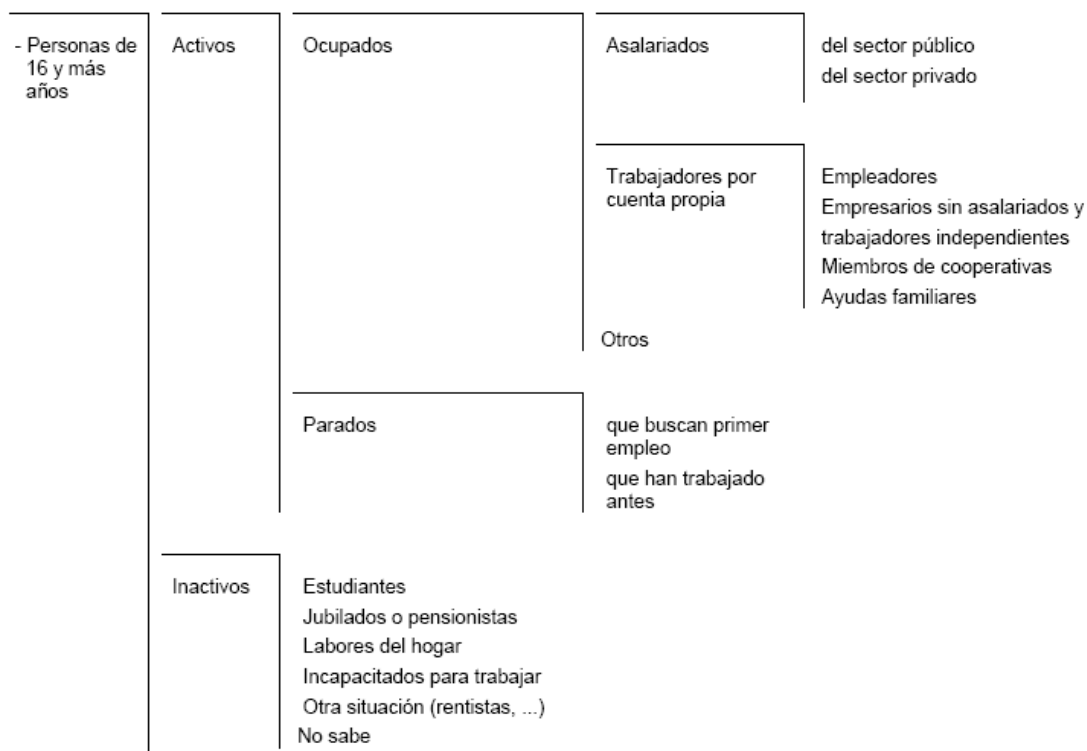 - Personas de
16 y más
años
Activos
Ocupados
Asalariados
del sector público
del sector privado
Trabajadores por
cuenta propia
Empleadores
Empresarios sin asalariados y
trabajadores independientes
Miembros de cooperativas
Ayudas familiares
Otros
Parados
que buscan primer
empleo
que han trabajado
antes
Inactivos
Estudiantes
Jubilados o pensionistas
Labores del hogar
Incapacitados para trabajar
Otra situación (rentistas, ...)
No sabe